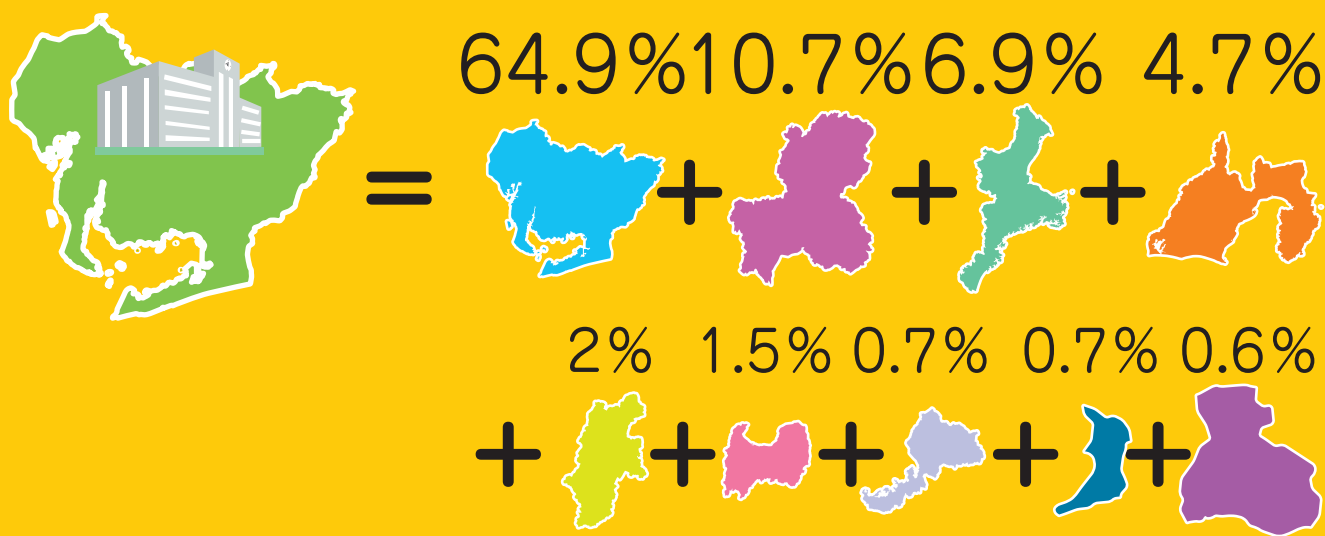 64.9% 10.7% 6.9% 4.7%
=
+ + +
2% 1.5% 0.7% 0.7% 0.6%
+ + + + +